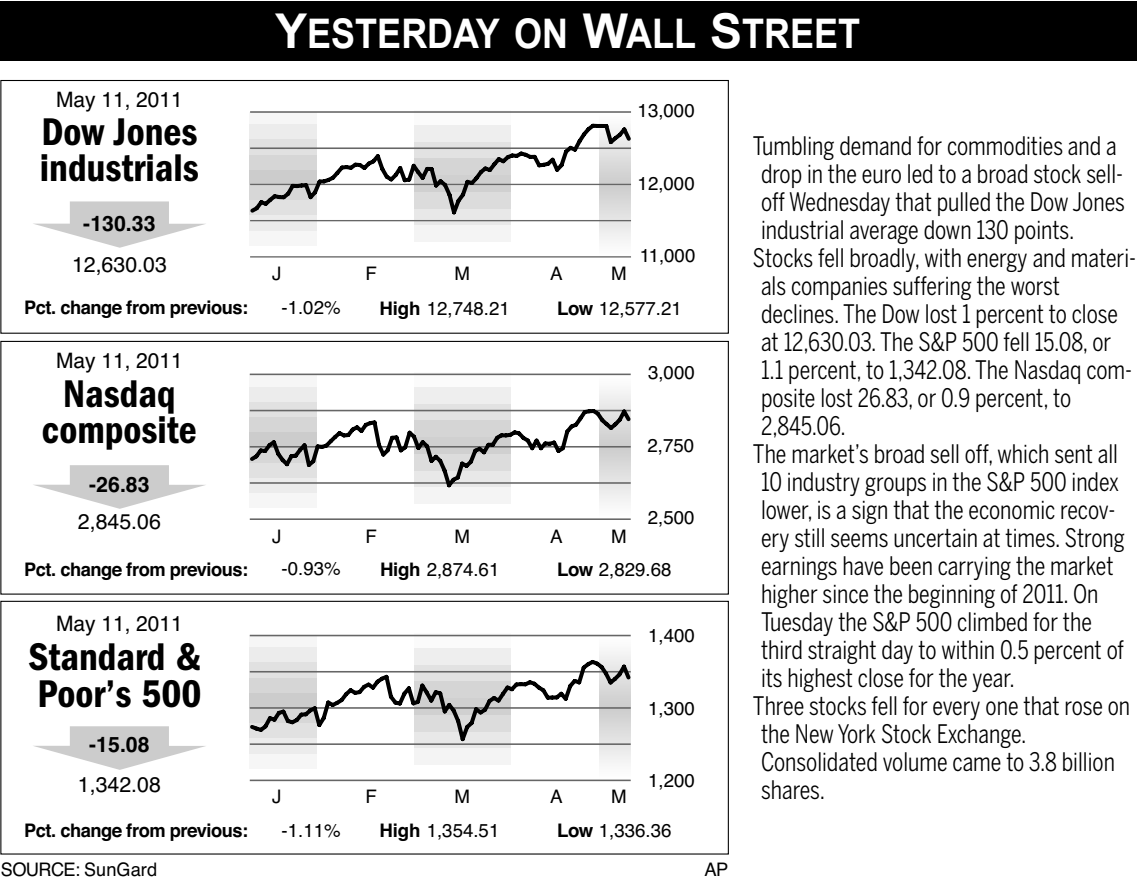 YESTERDAY ON WALL STREET
May 11, 2011
Dow Jones
industrials
-130.33
12,630.03
13,000
12,000
11,000
J F M A M
Pct. change from previous: -1.02% High 12,748.21 Low 12,577.21
May 11, 2011
Nasdaq
composite
-26.83
2,845.06
3,000
2,750
2,500
J F M A M
Pct. change from previous: -0.93% High 2,874.61 Low 2,829.68
May 11, 2011
Standard &
Poor's 500
-15.08
1,342.08
1,400
1,300
1,200
J F M A M
Pct. change from previous: -1.11% High 1,354.51 Low 1,336.36
SOURCE: SunGard AP
Tumbling demand for commodities and a
drop in the euro led to a broad stock sell-
off Wednesday that pulled the Dow Jones
industrial average down 130 points.
Stocks fell broadly, with energy and materi-
als companies suffering the worst
declines. The Dow lost 1 percent to close
at 12,630.03. The S&P 500 fell 15.08, or
1.1 percent, to 1,342.08. The Nasdaq com-
posite lost 26.83, or 0.9 percent, to
2,845.06.
The market's broad sell off, which sent all
10 industry groups in the S&P 500 index
lower, is a sign that the economic recov-
ery still seems uncertain at times. Strong
earnings have been carrying the market
higher since the beginning of 2011. On
Tuesday the S&P 500 climbed for the
third straight day to within 0.5 percent of
its highest close for the year.
Three stocks fell for every one that rose on
the New York Stock Exchange.
Consolidated volume came to 3.8 billion
shares.